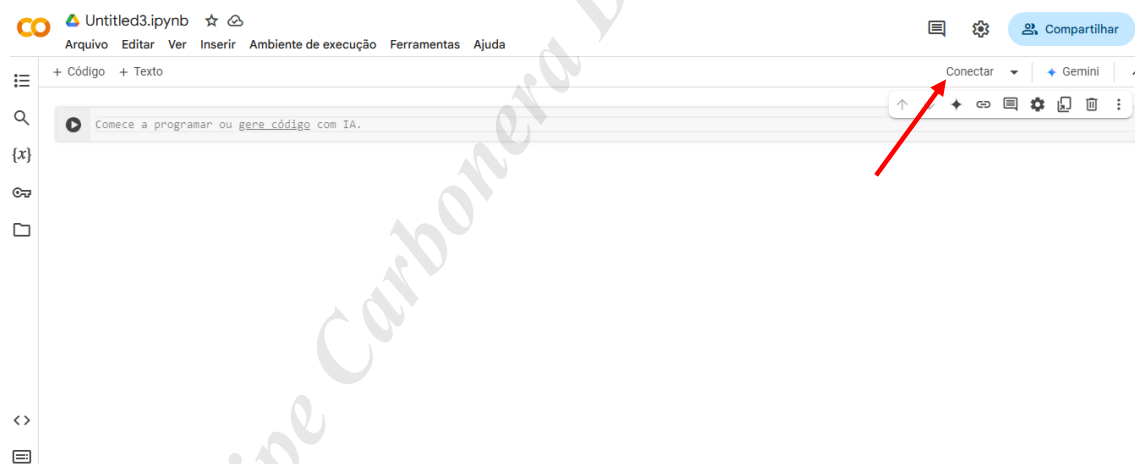 Untitled3.ipynb
Compartilhar
Arquivo Editar Ver Inserir Ambiente de execução Ferramentas Ajuda
+ Código + Texto
Conectar
Gemini
Comece a programar ou gere código com IA.
{x}
Carbonera